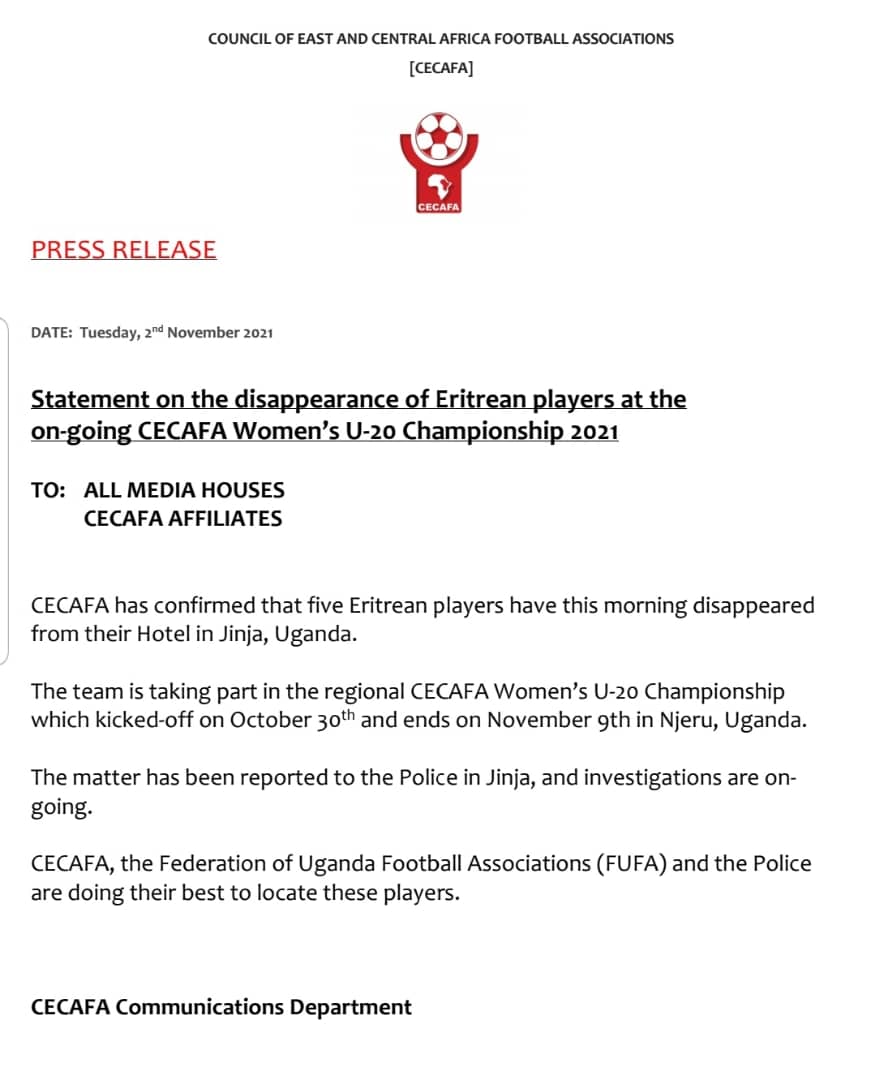 COUNCIL OF EAST AND CENTRAL AFRICA FOOTBALL ASSOCIATIONS
[CECAFA]
CECAFA
PRESS RELEASE
DATE: Tuesday, 2nd November 2021
Statement on the disappearance of Eritrean players at the
on-going CECAFA Women’s U-20 Championship 2021
TO: ALL MEDIA HOUSES
CECAFA AFFILIATES
CECAFA has confirmed that five Eritrean players have this morning disappeared
from their Hotel in Jinja, Uganda.
The team is taking part in the regional CECAFA Women’s U-20 Championship
which kicked-off on October 30th and ends on November 9th in Njeru, Uganda.
The matter has been reported to the Police in Jinja, and investigations are on-
going.
CECAFA, the Federation of Uganda Football Associations (FUFA) and the Police
are doing their best to locate these players.
CECAFA Communications Department